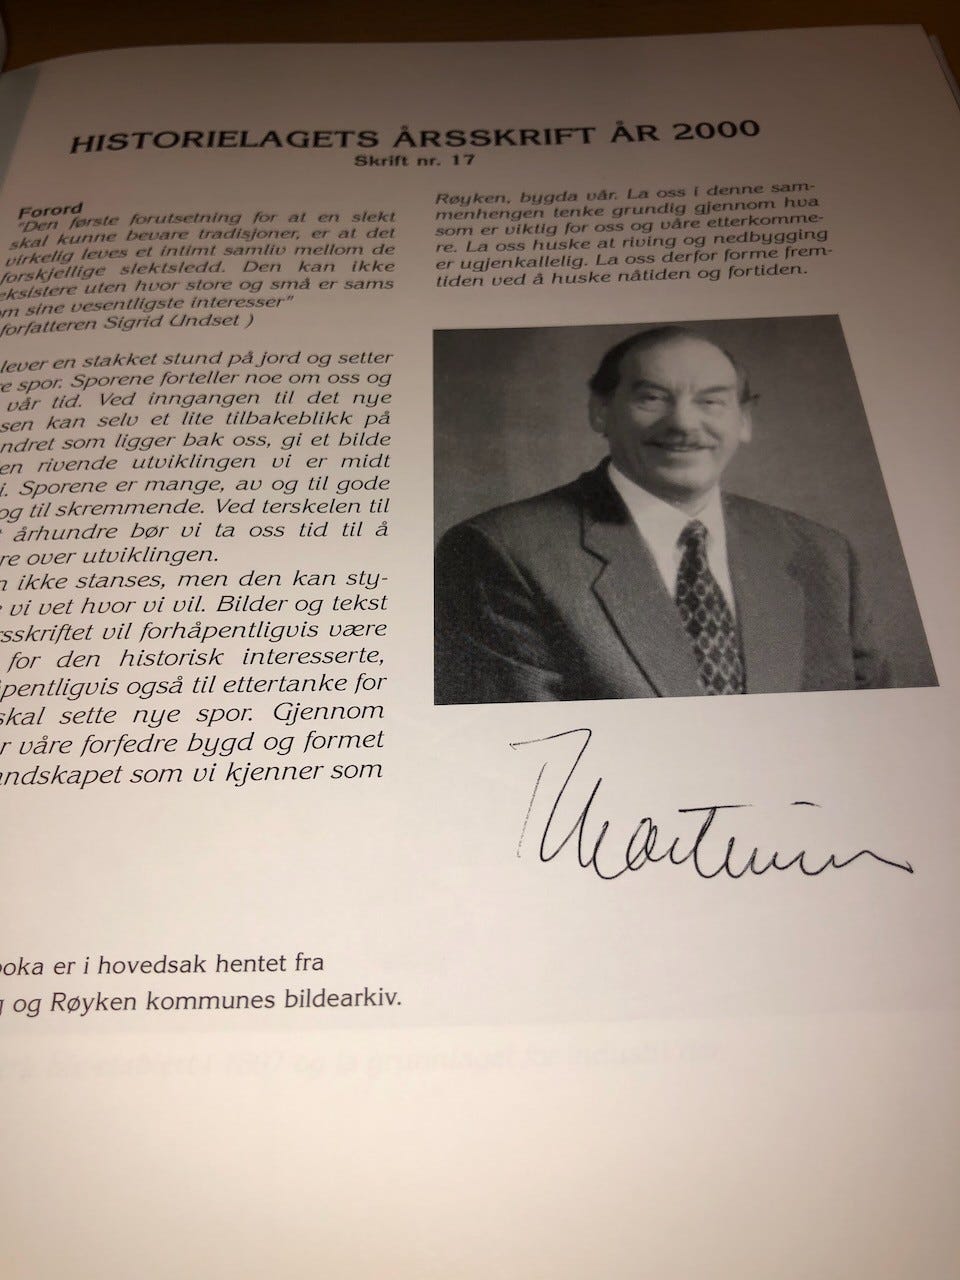 HISTORIELAGETS ÅRSSKRIFT ÅR 2000
Skrift nr. 17
Forord
"Den første forutsetning for at en slekt
skal kunne bevare tradisjoner, er at det
virkelig leves et intimt samliv mellom de
forskjellige slektsledd. Den kan ikke
eksistere uten hvor store og små er sams
om sine vesentligste interesser"
forfatteren Sigrid Undset )
lever en stakket stund på jord og setter
spor. Sporene forteller noe om oss og
vår tid. Ved inngangen til det nye
kan selv et lite tilbakeblikk på
som ligger bak oss, gi et bilde
rivende utviklingen vi er midt
i. Sporene er mange, av og til gode
og til skremmende. Ved terskelen til
århundre bør vi ta oss tid til å
over utviklingen.
ikke stanses, men den kan sty-
vi vet hvor vi vil. Bilder og tekst
vil forhåpentligvis være
for den historisk interesserte,
også til ettertanke for
skal sette nye spor. Gjennom
våre forfedre bygd og formet
som vi kjenner som
Røyken, bygda vår. La oss i denne sam-
menhengen tenke grundig gjennom hva
som er viktig for oss og våre etterkomme-
re. La oss huske at riving og nedbygging
er ugjenkallelig. La oss derfor forme frem-
tiden ved å huske nåtiden og fortiden.
er i hovedsak hentet fra
og Røyken kommunes bildearkiv.